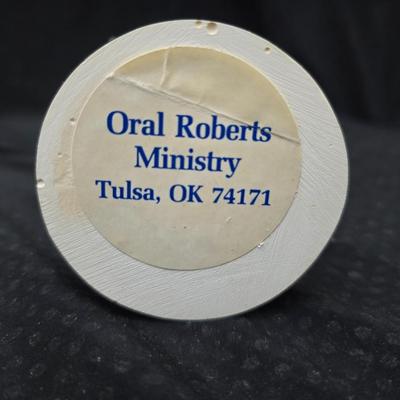 Oral Roberts
Ministry
Tulsa, OK 74171